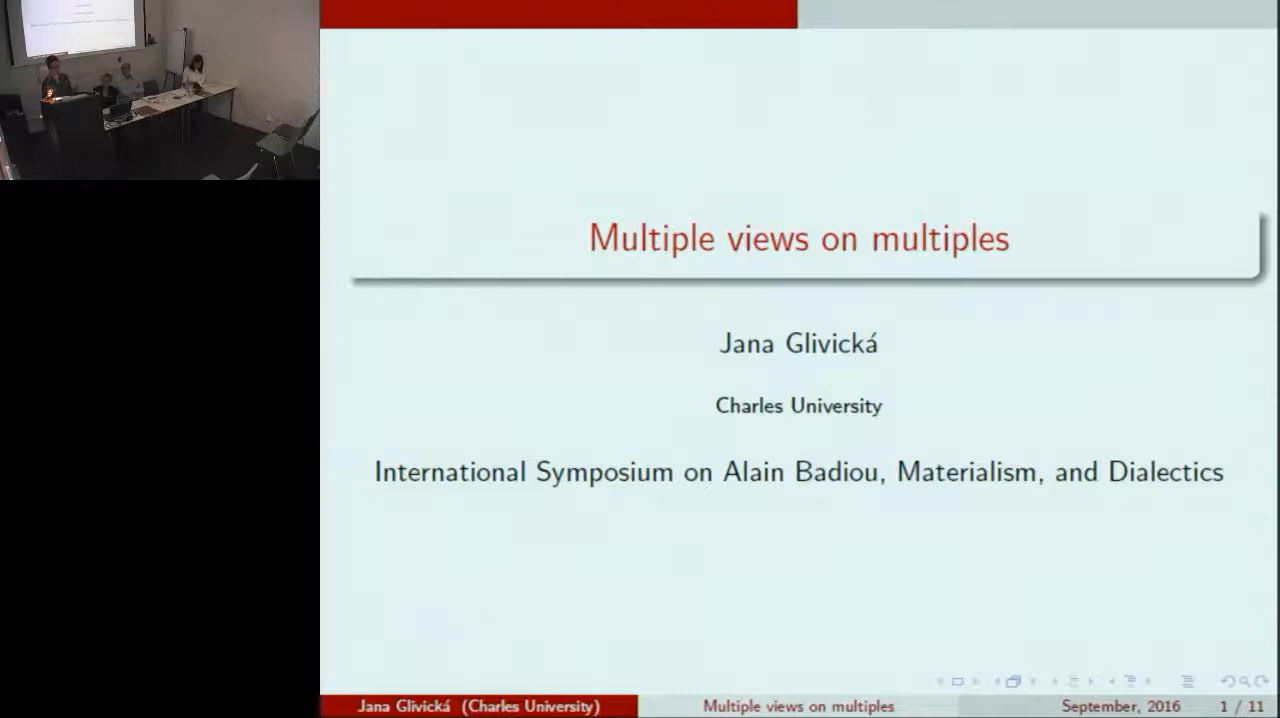 Multiple views on multiples
Jana Glivická
Charles University
International Symposium on Alain Badiou, Materialism, and Dialectics
Jana Glivická (Charles University) Multiple views on multiples September, 2016 1 / 11